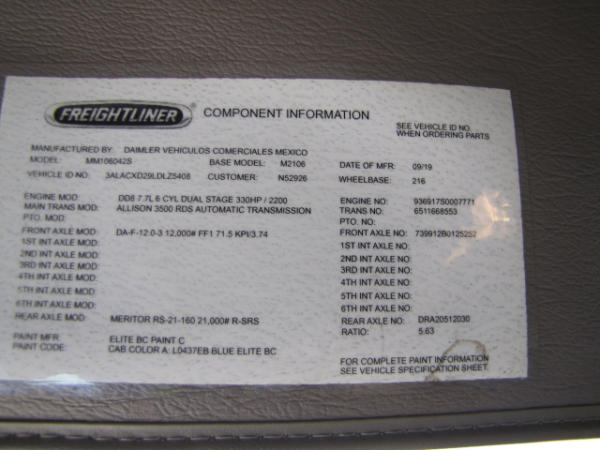 FREIGHTLINER COMPONENT INFORMATION
SEE VEHICLE ID NO.
WHEN ORDERING PARTS
MANUFACTURED BY: DAIMLER VEHICULOS COMERCIALES MEXICO
MODEL: MM106042S BASE MODEL: M2106 DATE OF MFR: 09/19
VEHICLE ID NO: 3ALACXD29LDLZ5408 CUSTOMER: N52926 WHEELBASE: 216
ENGINE MOD: DD8 7.7L 6 CYL DUAL STAGE 330HP / 2200 ENGINE NO: 936917S0007771
MAIN TRANS MOD: ALLISON 3500 RDS AUTOMATIC TRANSMISSION TRANS NO: 6511668553
PTO. MOD: PTO. NO:
FRONT AXLE MOD: DA-F-12.0-3 12,000# FF1 71.5 KPI/3.74 FRONT AXLE NO: 739912B0125252
1ST INT AXLE MOD: 1ST INT AXLE NO:
2ND INT AXLE MOD: 2ND INT AXLE NO:
3RD INT AXLE MOD: 3RD INT AXLE NO:
4TH INT AXLE MOD: 4TH INT AXLE NO:
5TH INT AXLE MOD: 5TH INT AXLE NO:
6TH INT AXLE MOD: 6TH INT AXLE NO:
REAR AXLE MOD: MERITOR RS-21-160 21,000# R-SRS REAR AXLE NO: DRA20512030
RATIO: 5.63
PAINT MFR: ELITE BC PAINT C
PAINT CODE: CAB COLOR A: L0437EB BLUE ELITE BC
FOR COMPLETE PAINT INFORMATION
SEE VEHICLE SPECIFICATION SHEET.